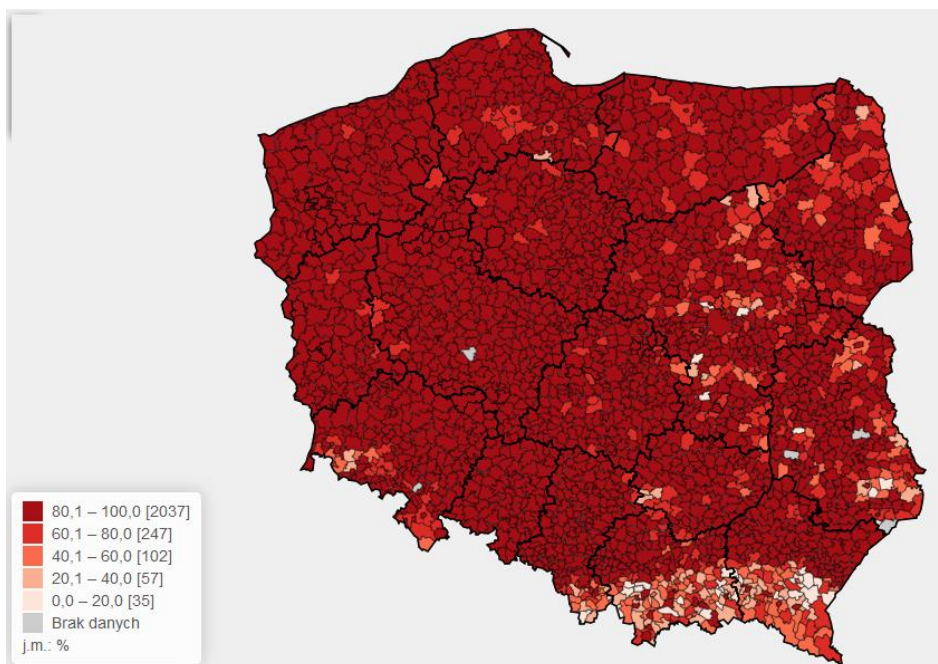 80,1 – 100,0 [2037]
60,1 – 80,0 [247]
40,1 – 60,0 [102]
20,1 – 40,0 [57]
0,0 – 20,0 [35]
Brak danych
j.m.: %